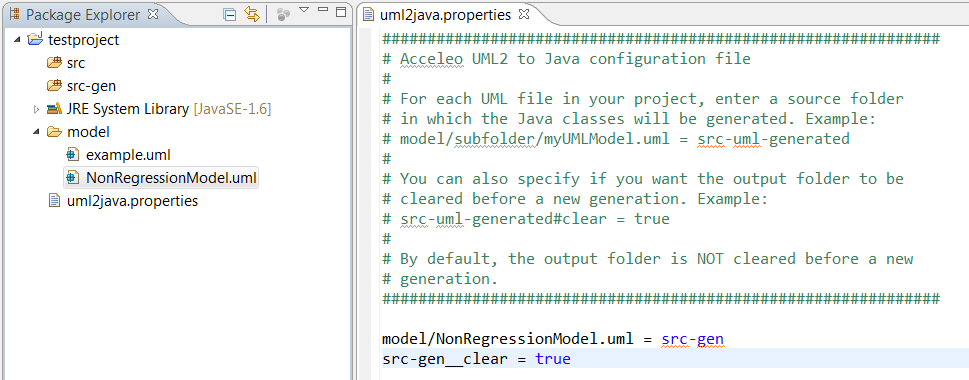 Package Explorer
testproject
src
src-gen
JRE System Library [JavaSE-1.6]
model
example.uml
NonRegressionModel.uml
uml2java.properties
uml2java.properties
##############################################################
# Acceleo UML2 to Java configuration file
#
# For each UML file in your project, enter a source folder
# in which the Java classes will be generated. Example:
# model/subfolder/myUMLModel.uml = src-uml-generated
#
# You can also specify if you want the output folder to be
# cleared before a new generation. Example:
# src-uml-generated#clear = true
#
# By default, the output folder is NOT cleared before a new
# generation.
##############################################################
model/NonRegressionModel.uml = src-gen
src-gen__clear = true